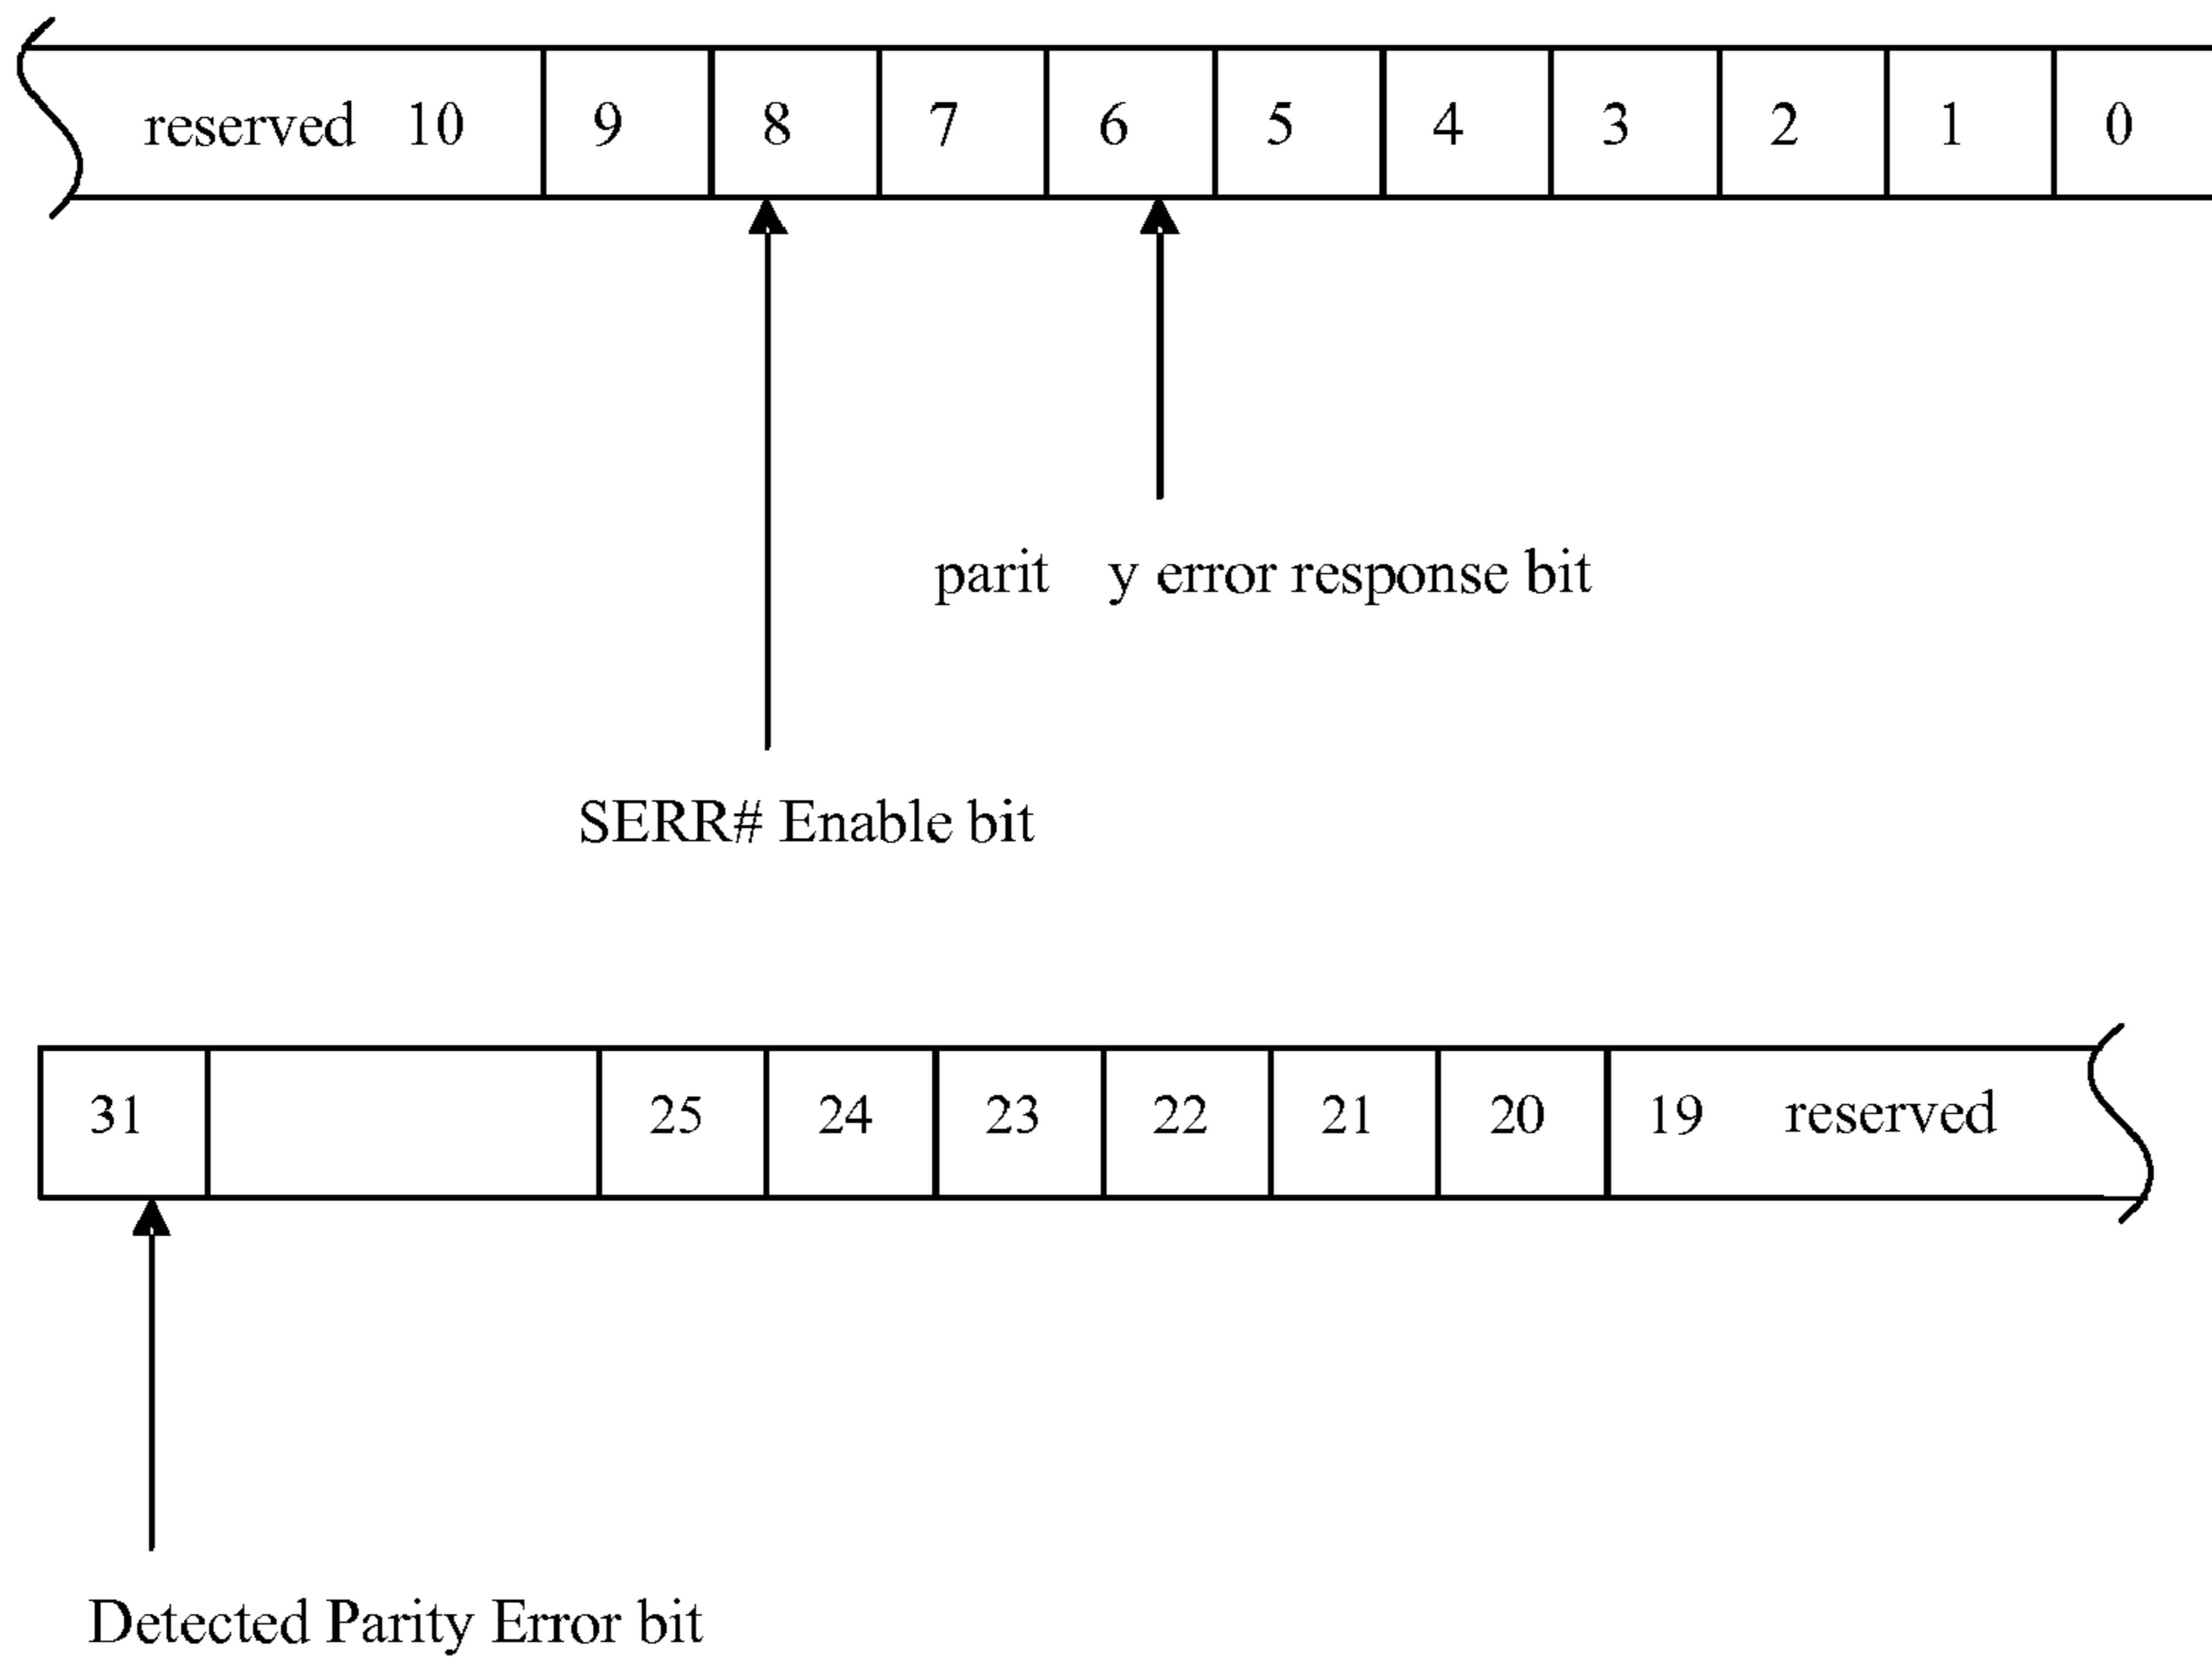 reserved 10 9 8 7 6 5 4 3 2 1 0
parit y error response bit
SERR# Enable bit
31 25 24 23 22 21 20 19 reserved
Detected Parity Error bit